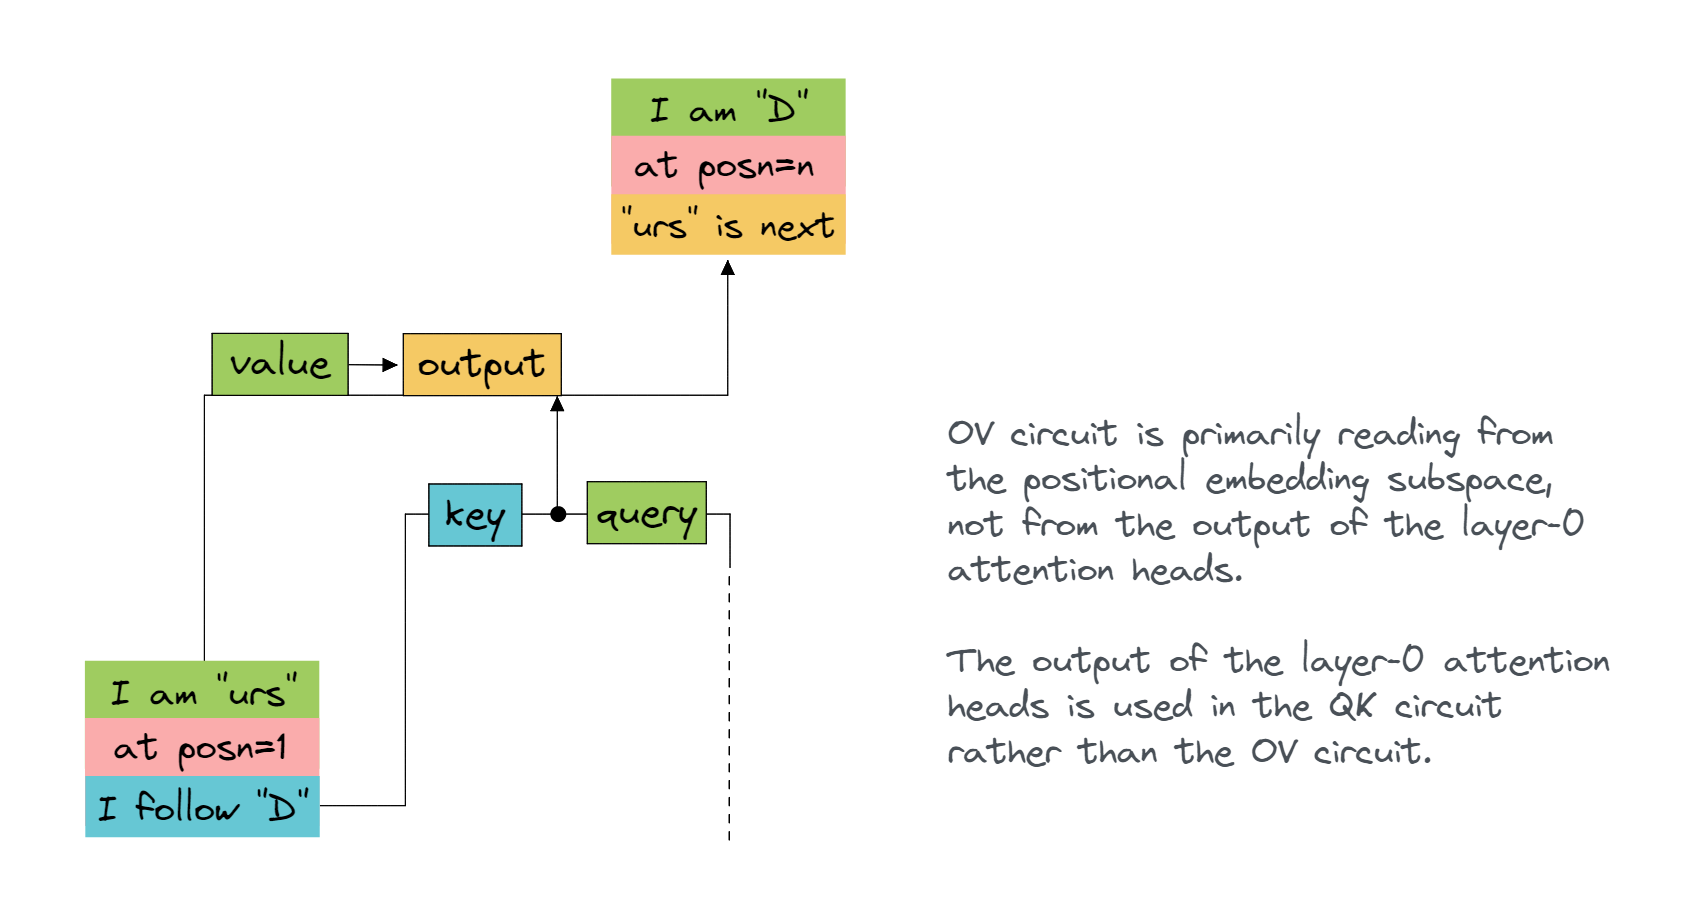 I am "D"
at posn=n
"urs" is next
value
output
key
query
I am "urs"
at posn=1
I follow "D"
OV circuit is primarily reading from
the positional embedding subspace,
not from the output of the layer-0
attention heads.
The output of the layer-0 attention
heads is used in the QK circuit
rather than the OV circuit.